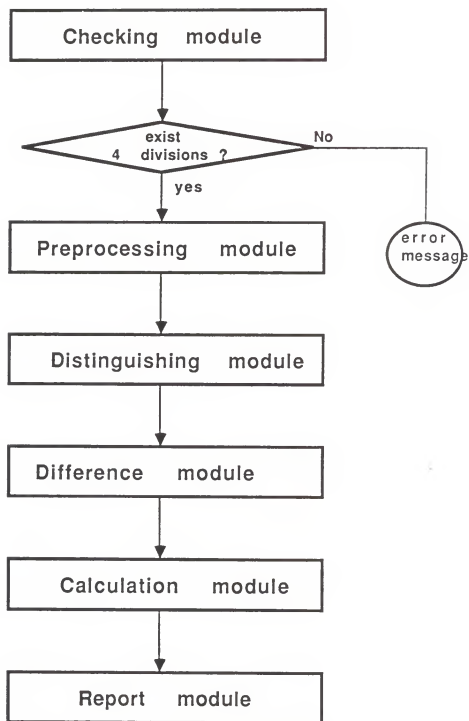 Checking module
exist
4 divisions ?
No
yes
error
message
Preprocessing module
Distinguishing module
Difference module
Calculation module
Report module